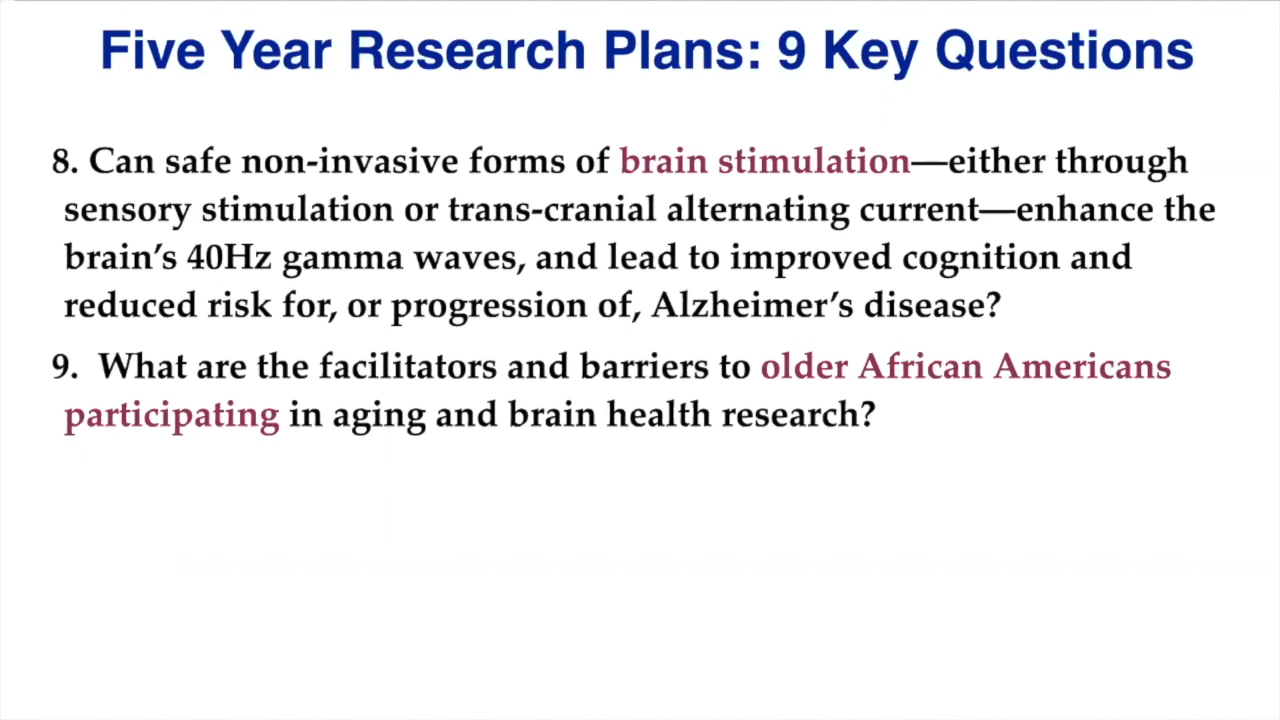 Five Year Research Plans: 9 Key Questions
8. Can safe non-invasive forms of brain stimulation—either through
sensory stimulation or trans-cranial alternating current—enhance the
brain’s 40Hz gamma waves, and lead to improved cognition and
reduced risk for, or progression of, Alzheimer’s disease?
9. What are the facilitators and barriers to older African Americans
participating in aging and brain health research?